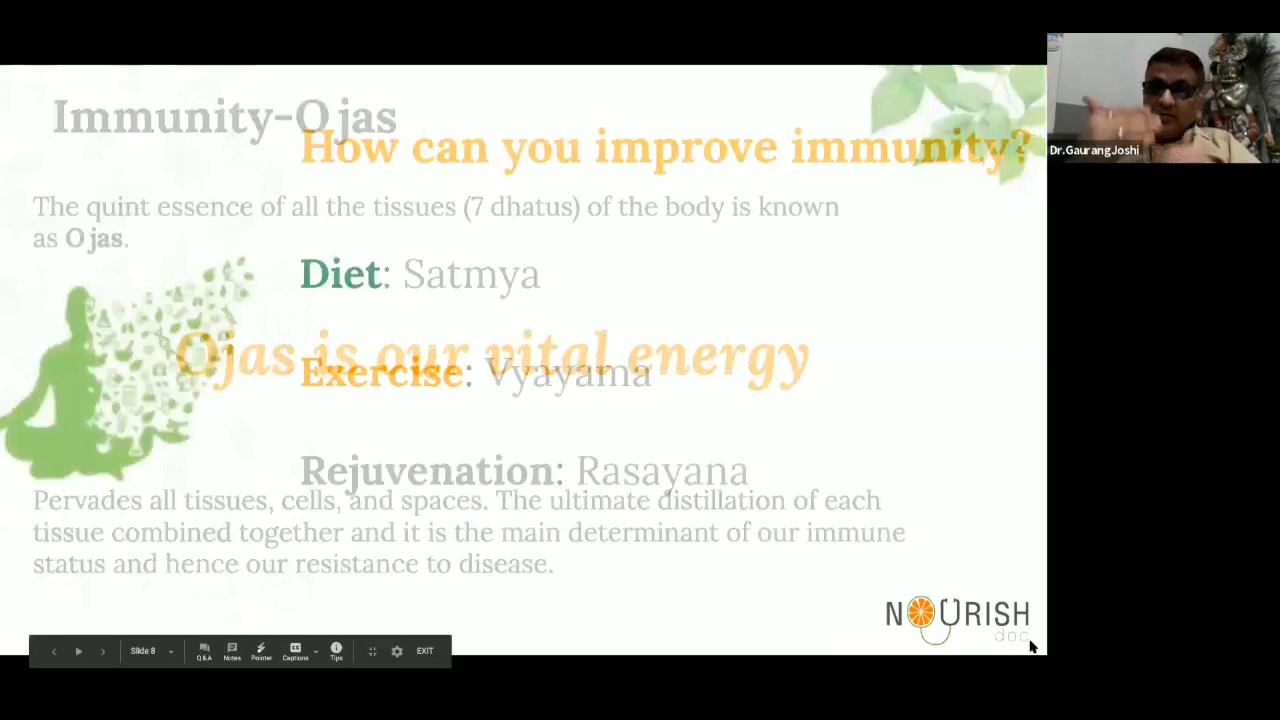 Immunity-Ojas
How can you improve immunity?
The quint essence of all the tissues (7 dhatus) of the body is known
as Ojas.
Diet: Satmya
Ojas is our vital energy
Exercise: Vyayama
Rejuvenation: Rasayana
Pervades all tissues, cells, and spaces. The ultimate distillation of each
tissue combined together and it is the main determinant of our immune
status and hence our resistance to disease.
NOURISH
doc
Slide 8
Q&A
Notes
Pointer
Captions
Tips
EXIT
Dr.GaurangJoshi